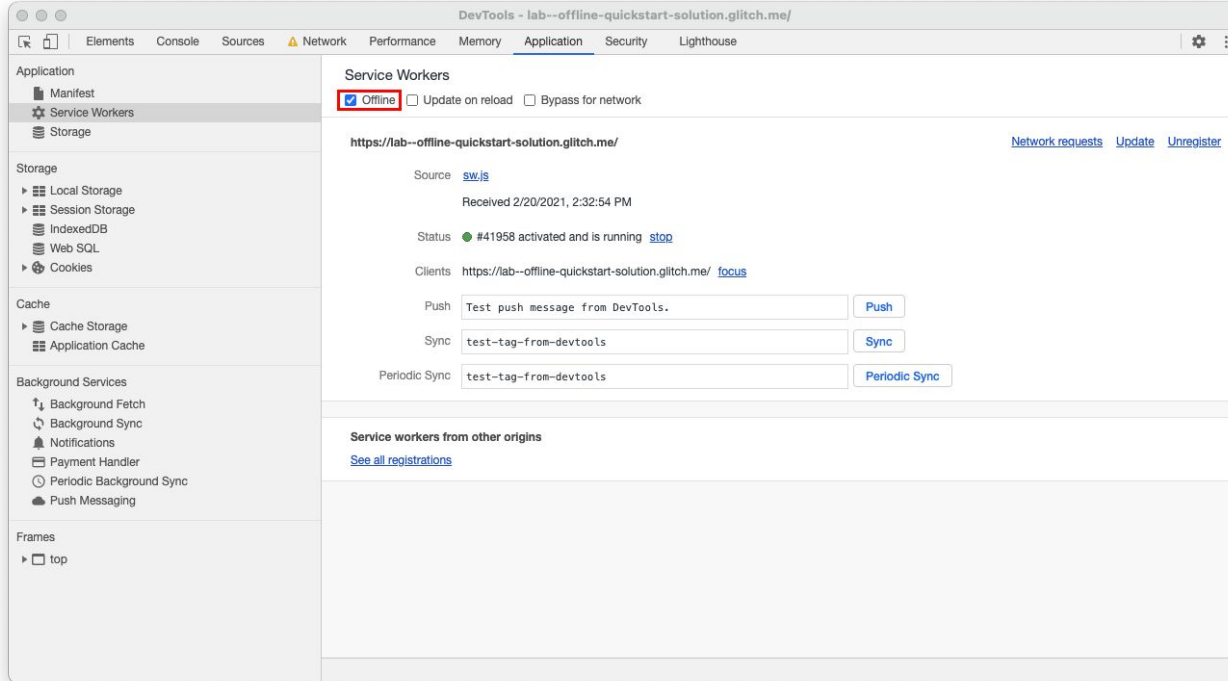 DevTools - lab--offline-quickstart-solution.glitch.me/
Elements Console Sources Network Performance Memory Application Security Lighthouse
Application
Manifest
Service Workers
Storage
Storage
Local Storage
Session Storage
IndexedDB
Web SQL
Cookies
Cache
Cache Storage
Application Cache
Background Services
Background Fetch
Background Sync
Notifications
Payment Handler
Periodic Background Sync
Push Messaging
Frames
top
Service Workers
Offline Update on reload Bypass for network
https://lab--offline-quickstart-solution.glitch.me/ Network requests Update Unregister
Source sw.js
Received 2/20/2021, 2:32:54 PM
Status #41958 activated and is running stop
Clients https://lab--offline-quickstart-solution.glitch.me/ focus
Push Test push message from DevTools. Push
Sync test-tag-from-devtools Sync
Periodic Sync test-tag-from-devtools Periodic Sync
Service workers from other origins
See all registrations